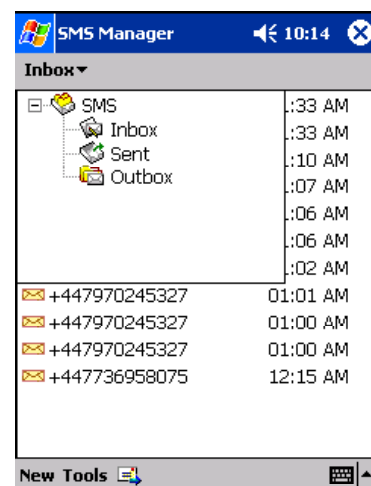 SMS Manager 10:14
Inbox
SMS
Inbox
Sent
Outbox
:33 AM
:33 AM
:10 AM
:07 AM
:06 AM
:06 AM
:02 AM
+447970245327 01:01 AM
+447970245327 01:00 AM
+447970245327 01:00 AM
+447736958075 12:15 AM
New Tools